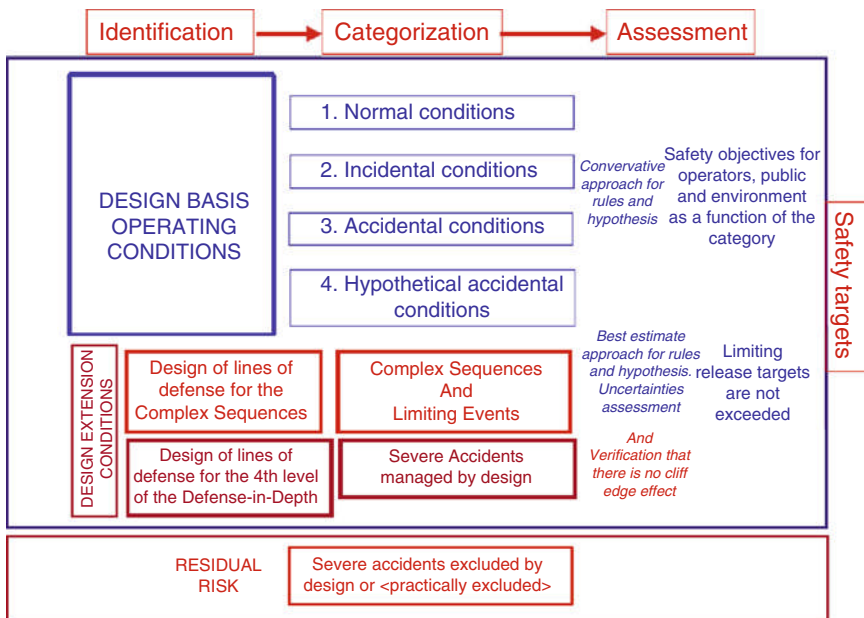 Identification
Categorization
Assessment
DESIGN BASIS
OPERATING
CONDITIONS
1. Normal conditions
2. Incidental conditions
3. Accidental conditions
4. Hypothetical accidental
conditions
Convervative
approach for
rules and
hypothesis
Safety objectives for
operators, public
and environment
as a function of the
category
Safety targets
DESIGN EXTENSION
CONDITIONS
Design of lines of
defense for the
Complex Sequences
Complex Sequences
And
Limiting Events
Best estimate
approach for rules
and hypothesis.
Uncertainties
assessment
Limiting
release targets
are not
exceeded
Design of lines of
defense for the 4th level
of the Defense-in-Depth
Severe Accidents
managed by design
And
Verification that
there is no cliff
edge effect
RESIDUAL
RISK
Severe accidents excluded by
design or <practically excluded>